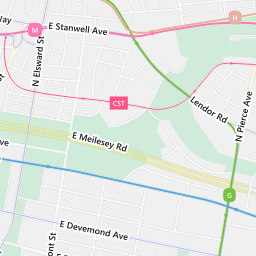 E Stanwell Ave
H
M
N Elsward St
CST
Lendor Rd
N Pierce Ave
E Meilesey Rd
G
E Devemond Ave